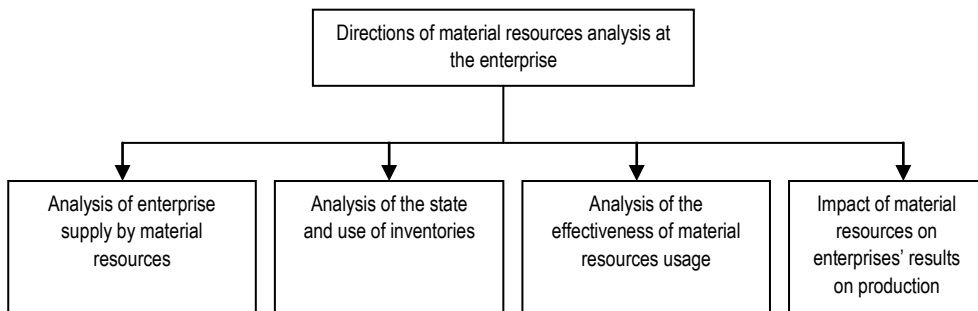 Directions of material resources analysis at
the enterprise
Analysis of enterprise
supply by material
resources
Analysis of the state
and use of inventories
Analysis of the
effectiveness of material
resources usage
Impact of material
resources on
enterprises’ results
on production